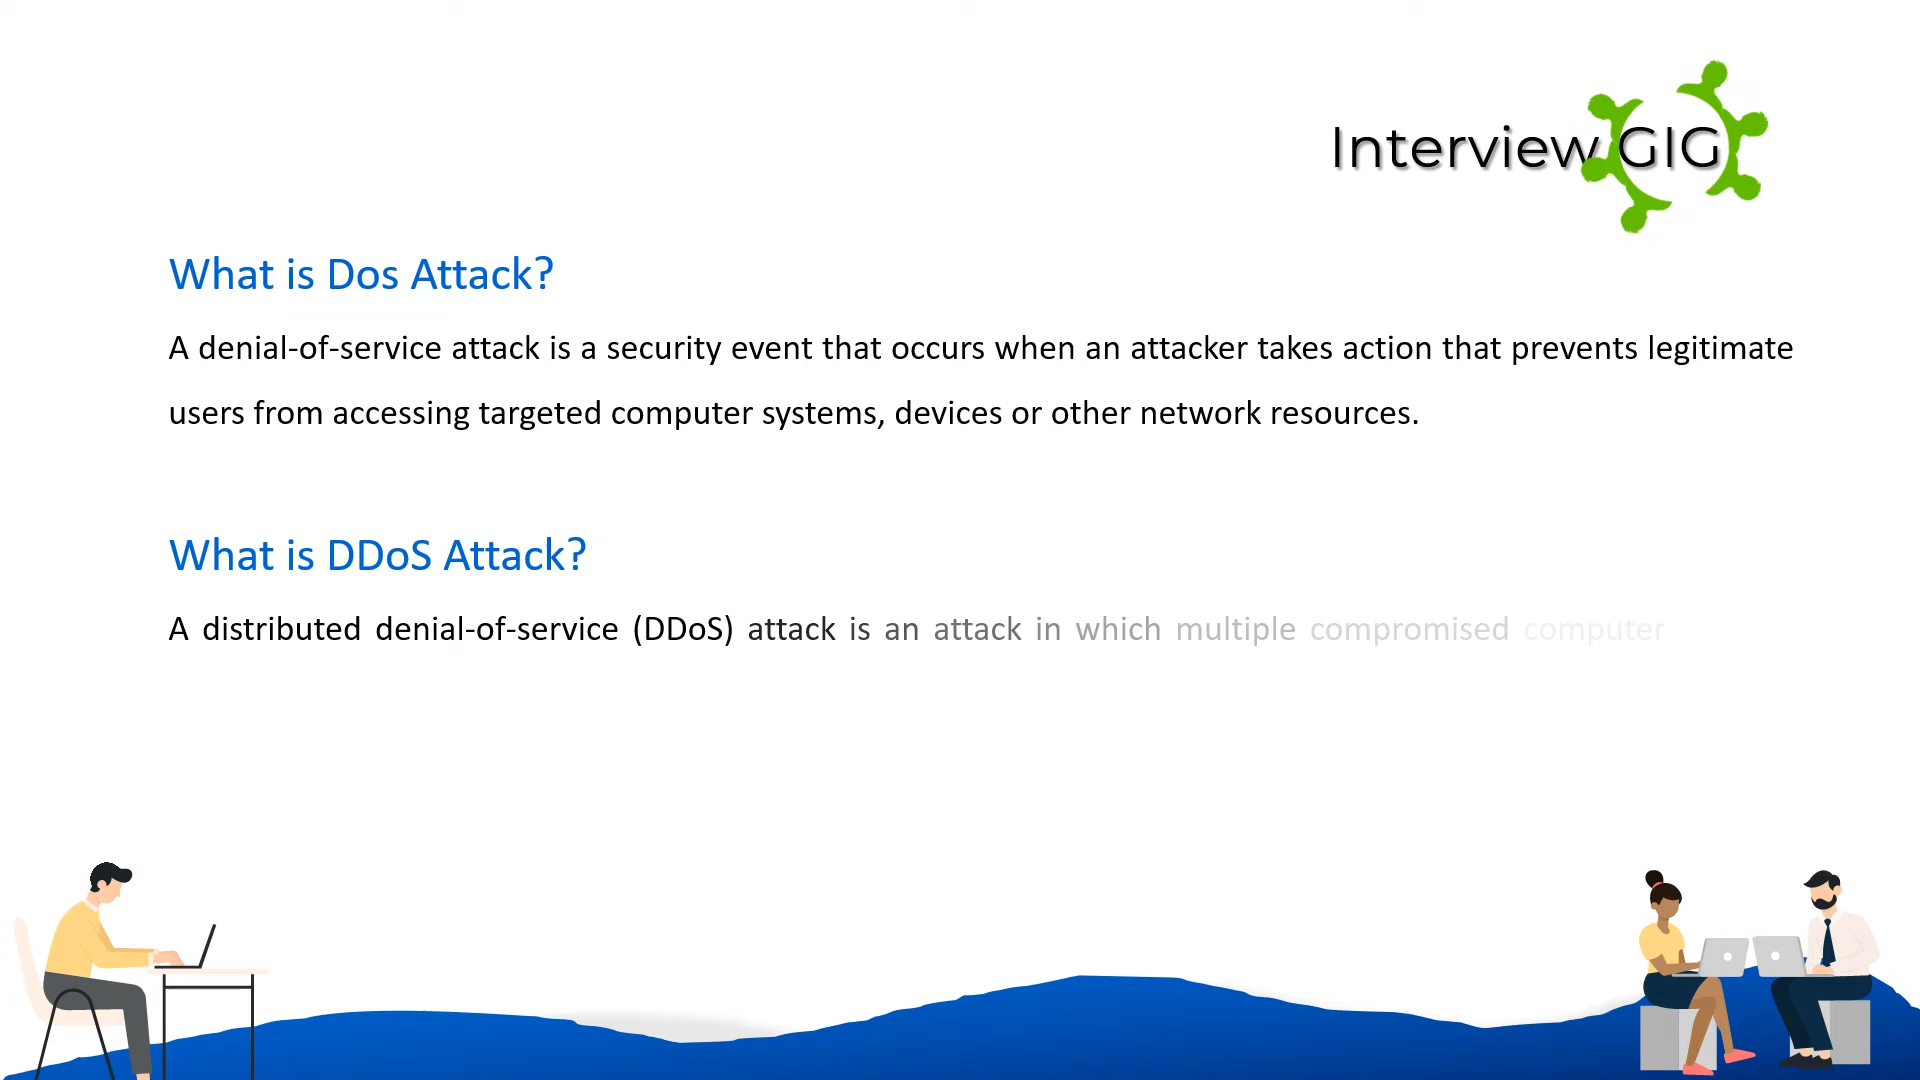 Interview GIG
What is Dos Attack?
A denial-of-service attack is a security event that occurs when an attacker takes action that prevents legitimate
users from accessing targeted computer systems, devices or other network resources.
What is DDoS Attack?
A distributed denial-of-service (DDoS) attack is an attack in which multiple compromised computer